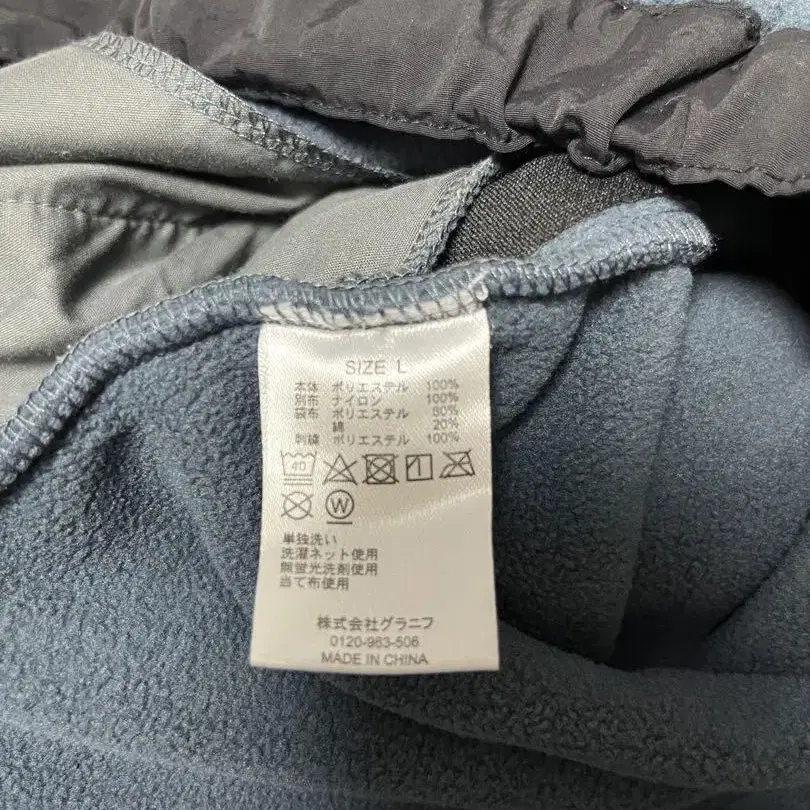 SIZE L
本体 ポリエステル 100%
別布 ナイロン 100%
袋布 ポリエステル 80%
綿 20%
刺繍 ポリエステル 100%
40
W
単独洗い
洗濯ネット使用
無蛍光洗剤使用
当て布使用
株式会社グラニフ
0120-963-506
MADE IN CHINA